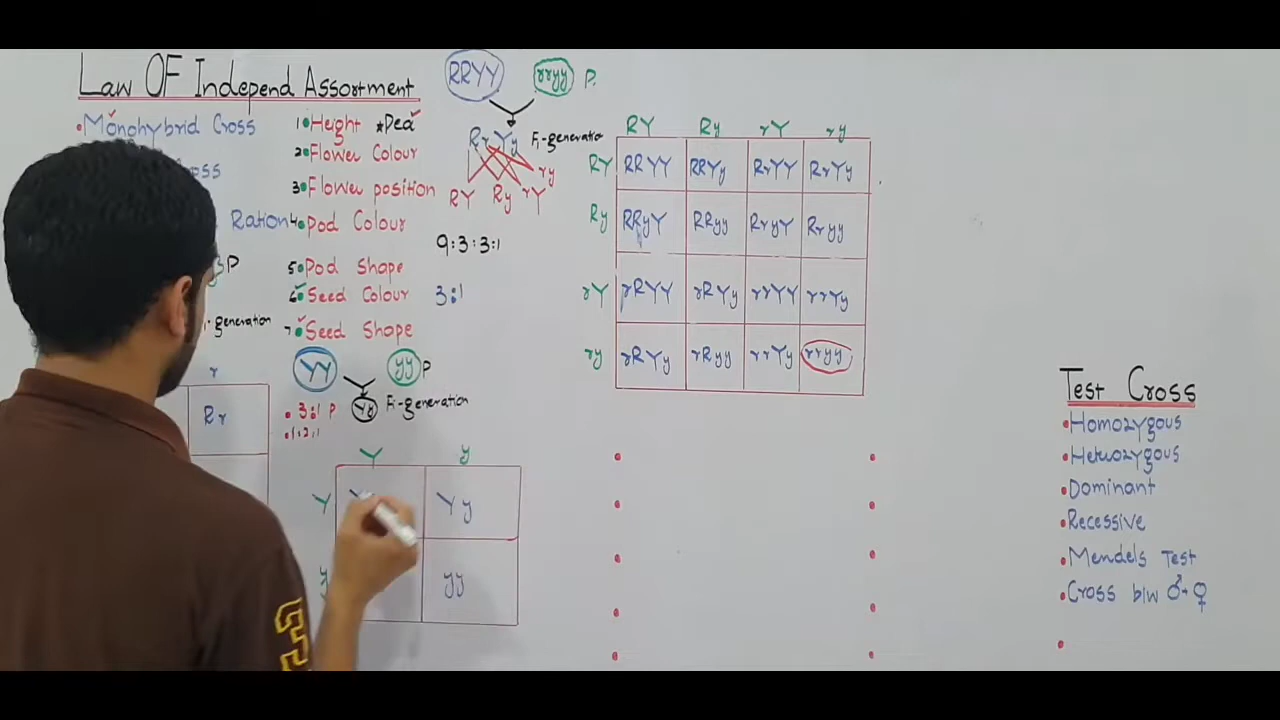 Law OF Independ Assortment
•Monohybrid Cross
Ration
P
generation
r
R r
1•Height *Pea
2•Flower Colour
3•Flower position
4•Pod Colour
5•Pod Shape
6•Seed Colour
7•Seed Shape
YY yy P
Yy F1-generation
• 3:1 P
•1:2:1
Y y
Y Yy
y yy
3
RRYY rryy P.
RrYy F1-generation
RY Ry rY ry
9:3:3:1
3:1
RY Ry rY ry
RY RRYY RRYy RrYY RrYy
Ry RRyY RRyy RryY Rryy
rY rRYY rRYy rrYY rrYy
ry rRYy rRyy rrYy rryy
Test Cross
•Homozygous
•Hetrozygous
•Dominant
•Recessive
•Mendels Test
•Cross b/w ♂+♀